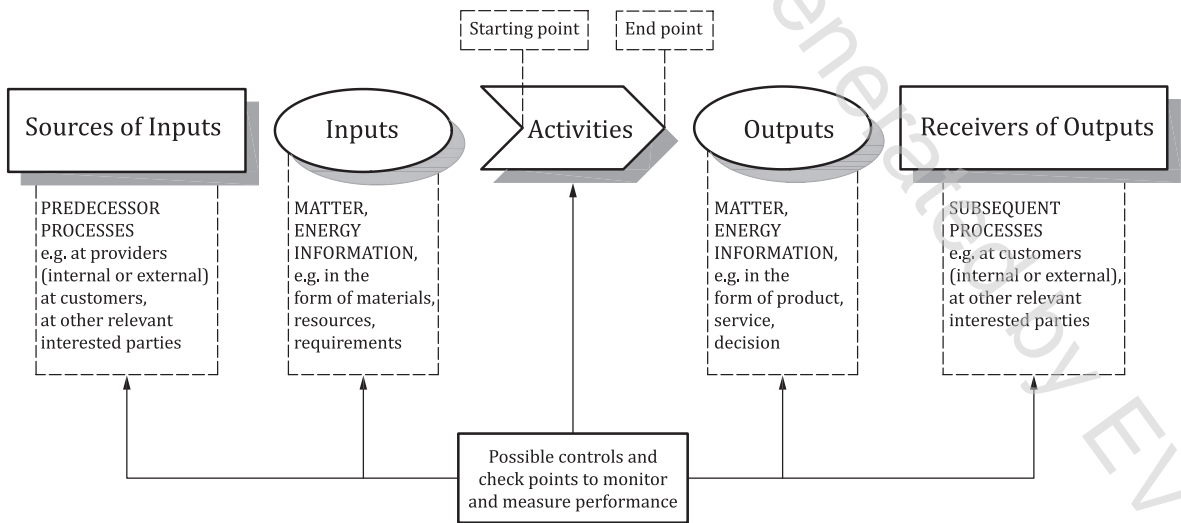 Starting point
End point
Sources of Inputs
Inputs
Activities
Outputs
Receivers of Outputs
PREDECESSOR
PROCESSES
e.g. at providers
(internal or external)
at customers,
at other relevant
interested parties
MATTER,
ENERGY
INFORMATION,
e.g. in the
form of materials,
resources,
requirements
MATTER,
ENERGY
INFORMATION,
e.g. in the
form of product,
service,
decision
SUBSEQUENT
PROCESSES
e.g. at customers
(internal or external),
at other relevant
interested parties
Possible controls and
check points to monitor
and measure performance
enerated by EV